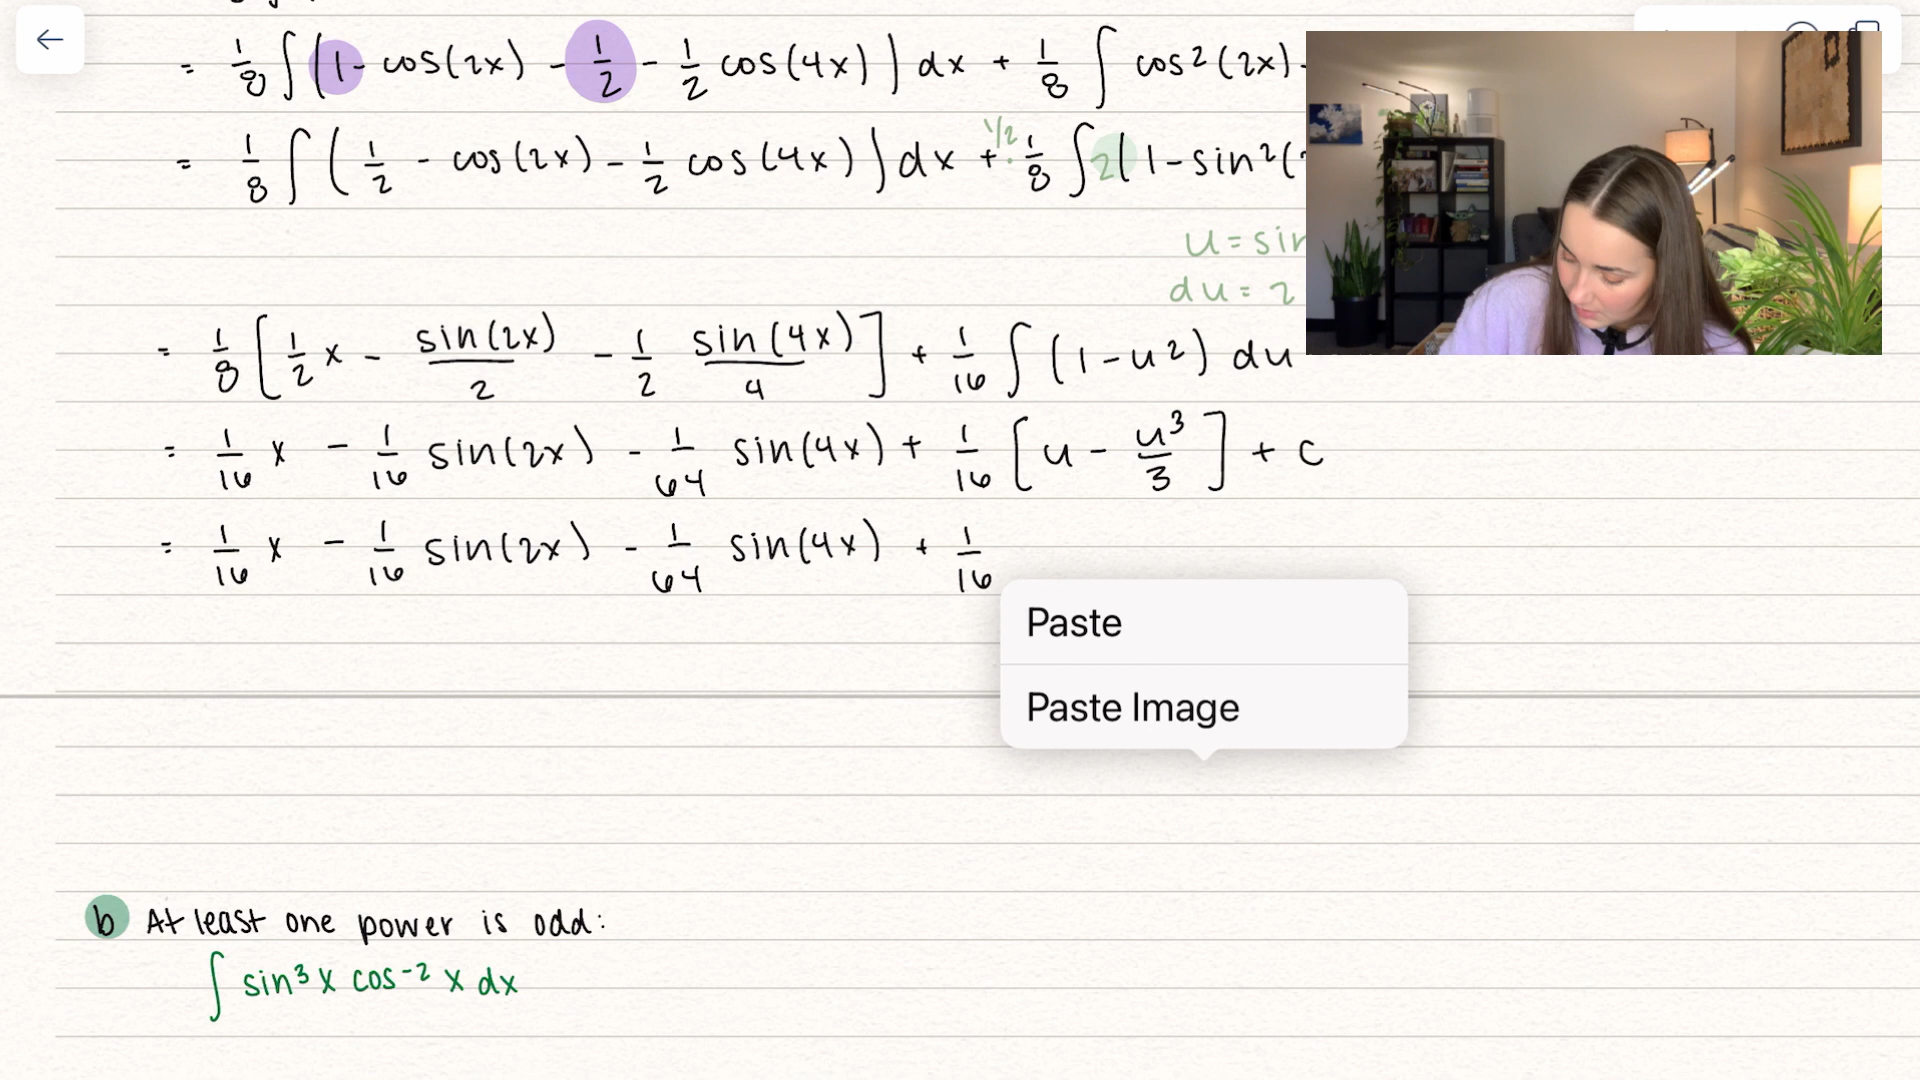 = 1/8 ∫ (1 - cos(2x) - 1/2 - 1/2 cos(4x)) dx + 1/8 ∫ cos²(2x)
= 1/8 ∫ (1/2 - cos(2x) - 1/2 cos(4x)) dx + 1/2 · 1/8 ∫ 2(1 - sin²(
u = sin
du = 2
= 1/8 [1/2 x - sin(2x)/2 - 1/2 sin(4x)/4] + 1/16 ∫ (1 - u²) du
= 1/16 x - 1/16 sin(2x) - 1/64 sin(4x) + 1/16 [u - u³/3] + C
= 1/16 x - 1/16 sin(2x) - 1/64 sin(4x) + 1/16
Paste
Paste Image
b At least one power is odd:
∫ sin³x cos⁻²x dx